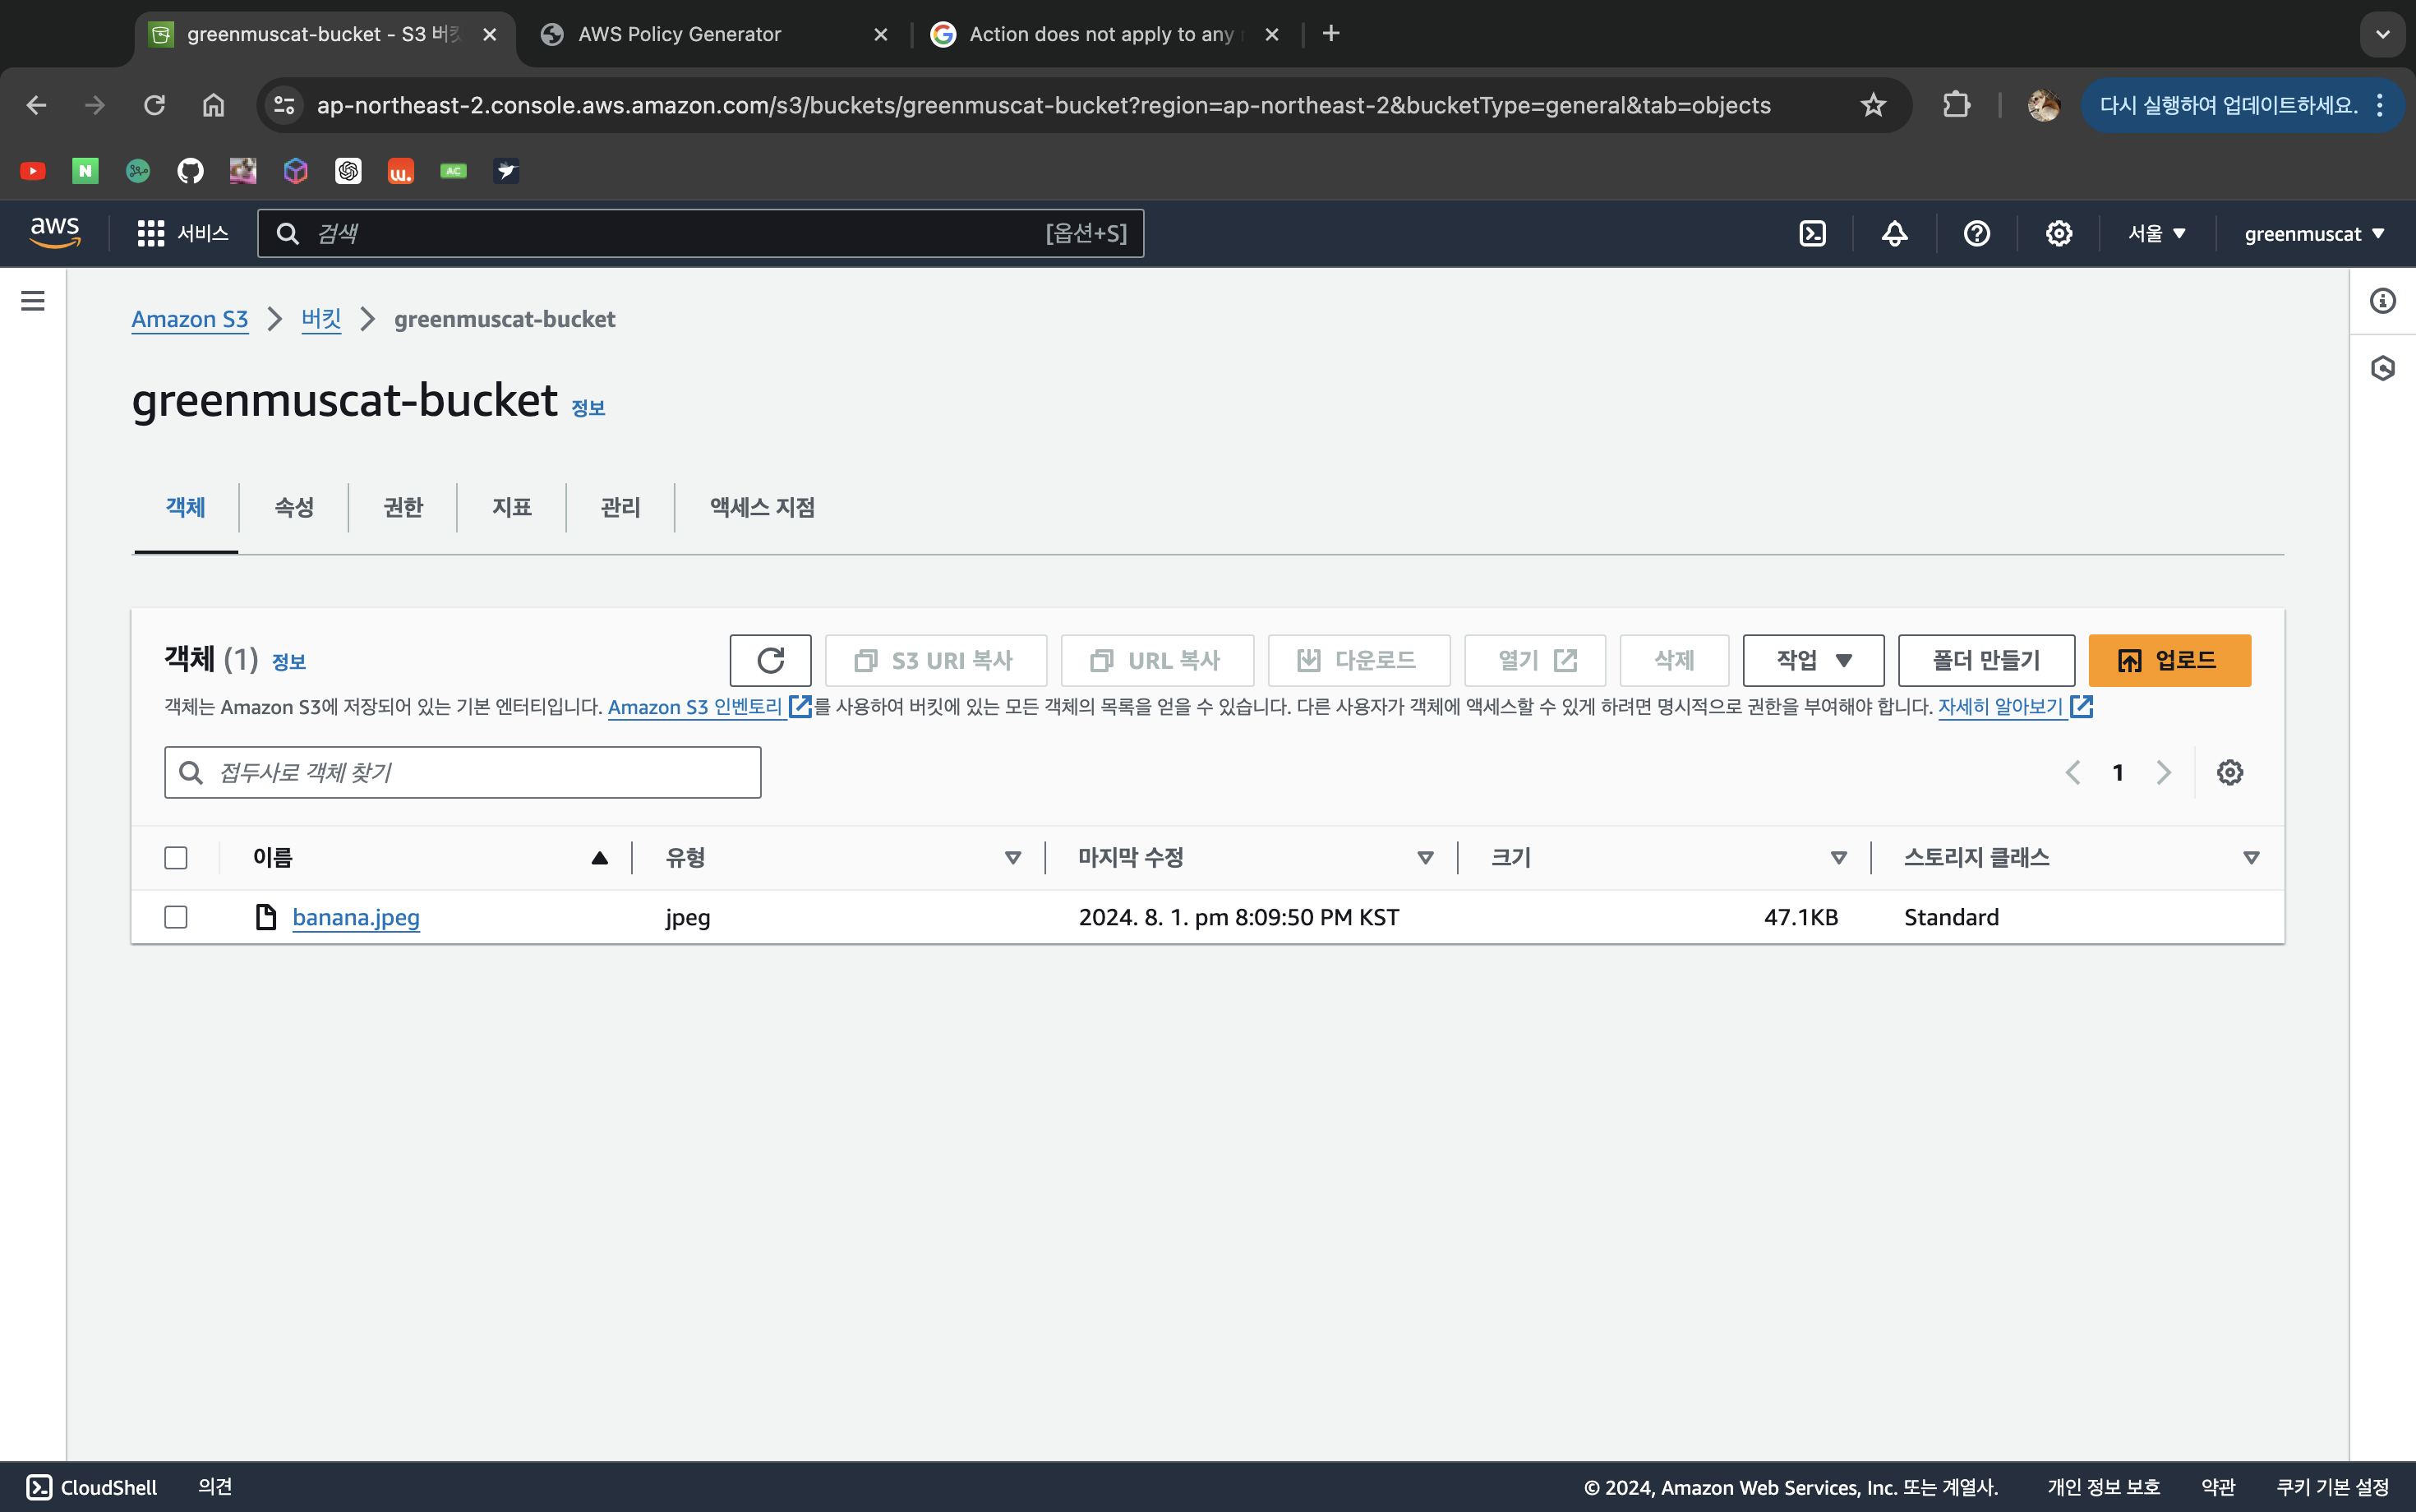 greenmuscat-bucket - S3 버킷
AWS Policy Generator
Action does not apply to any
ap-northeast-2.console.aws.amazon.com/s3/buckets/greenmuscat-bucket?region=ap-northeast-2&bucketType=general&tab=objects
다시 실행하여 업데이트하세요.
N
w.
AC
aws
서비스
검색
[옵션+S]
서울
greenmuscat
Amazon S3
버킷
greenmuscat-bucket
greenmuscat-bucket 정보
객체
속성
권한
지표
관리
액세스 지점
객체 (1) 정보
S3 URI 복사
URL 복사
다운로드
열기
삭제
작업
폴더 만들기
업로드
객체는 Amazon S3에 저장되어 있는 기본 엔터티입니다. Amazon S3 인벤토리를 사용하여 버킷에 있는 모든 객체의 목록을 얻을 수 있습니다. 다른 사용자가 객체에 액세스할 수 있게 하려면 명시적으로 권한을 부여해야 합니다. 자세히 알아보기
접두사로 객체 찾기
1
이름
유형
마지막 수정
크기
스토리지 클래스
banana.jpeg
jpeg
2024. 8. 1. pm 8:09:50 PM KST
47.1KB
Standard
CloudShell
의견
© 2024, Amazon Web Services, Inc. 또는 계열사.
개인 정보 보호
약관
쿠키 기본 설정